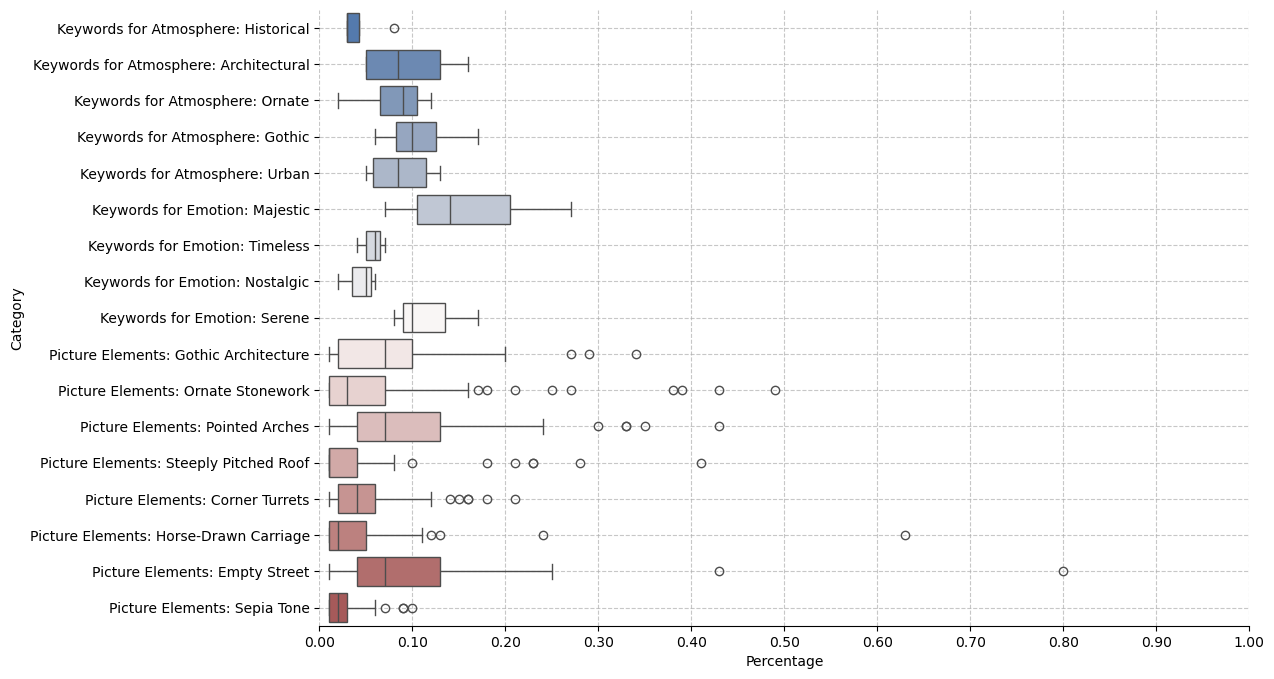 Keywords for Atmosphere: Historical
Keywords for Atmosphere: Architectural
Keywords for Atmosphere: Ornate
Keywords for Atmosphere: Gothic
Keywords for Atmosphere: Urban
Keywords for Emotion: Majestic
Keywords for Emotion: Timeless
Keywords for Emotion: Nostalgic
Keywords for Emotion: Serene
Picture Elements: Gothic Architecture
Picture Elements: Ornate Stonework
Picture Elements: Pointed Arches
Picture Elements: Steeply Pitched Roof
Picture Elements: Corner Turrets
Picture Elements: Horse-Drawn Carriage
Picture Elements: Empty Street
Picture Elements: Sepia Tone
Category
0.00 0.10 0.20 0.30 0.40 0.50 0.60 0.70 0.80 0.90 1.00
Percentage